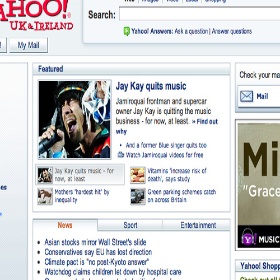 YAHOO!
UK & IRELAND
My Mail
Search:
Yahoo! Answers: Ask a question | Answer questions
Featured
Jay Kay quits music
Jamiroquai frontman and supercar
owner Jay Kay is quitting the music
business - for now, at least. » Find out
why
• And a former Blue singer quits too
Watch Jamiroquai videos for free
Jay Kay quits music - for
now, at least
Vitamins 'increase risk of
death', says study
Mothers 'hardest hit' by
inequality
Green parking schemes catch
on across Britain
News
Sport
Entertainment
• Asian stocks mirror Wall Street's slide
• Conservatives say EU has lost direction
• Climate pact is "no post-Kyoto answer"
• Watchdog claims children let down by hospital care
Check your ma
Mail
Mi
"Grace
MUSIC
Yahoo! Shopp